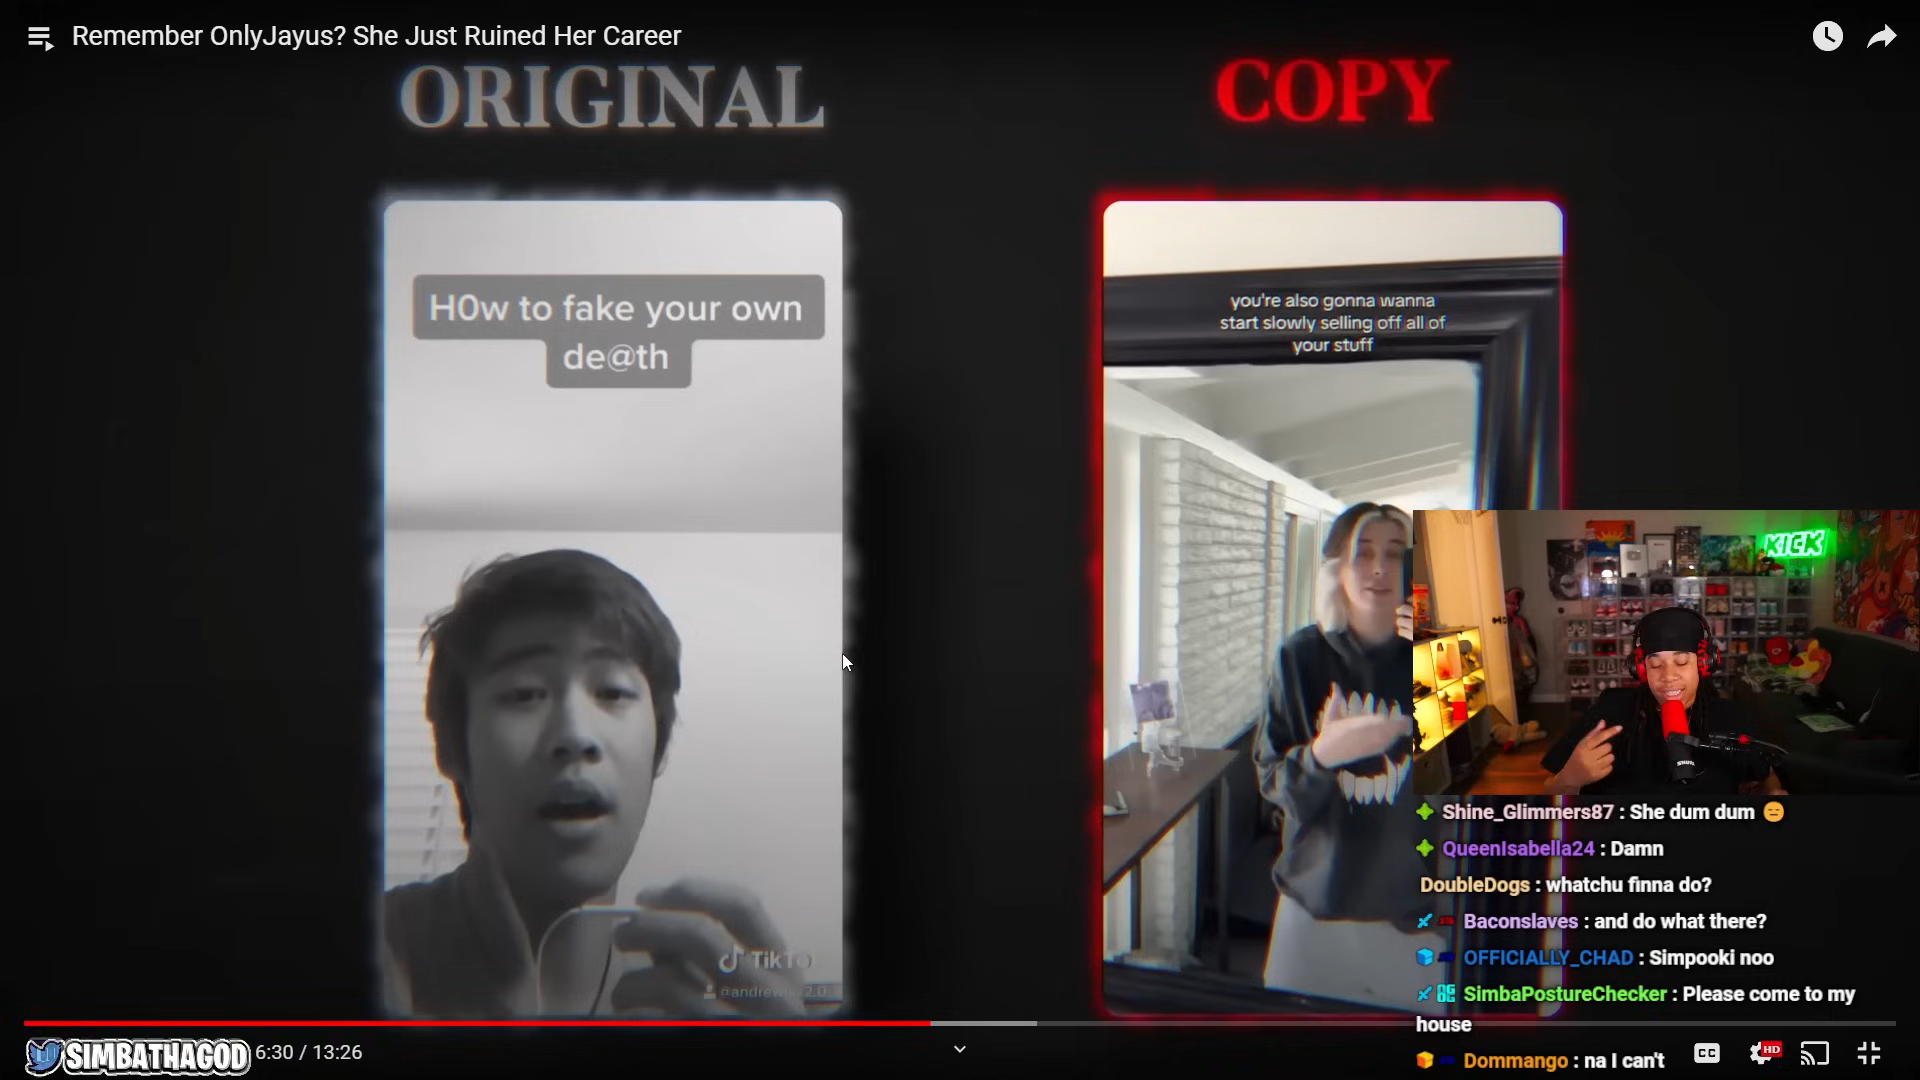 Remember OnlyJayus? She Just Ruined Her Career
ORIGINAL
COPY
H0w to fake your own
de@th
you're also gonna wanna
start slowly selling off all of
your stuff
KICK
TikTo
Shine_Glimmers87 : She dum dum 😑
QueenIsabella24 : Damn
DoubleDogs : whatchu finna do?
Baconslaves : and do what there?
OFFICIALLY_CHAD : Simpooki noo
SimbaPostureChecker : Please come to my
house
Dommango : na I can't
SIMBATHAGOD
6:30 / 13:26
CC
HD